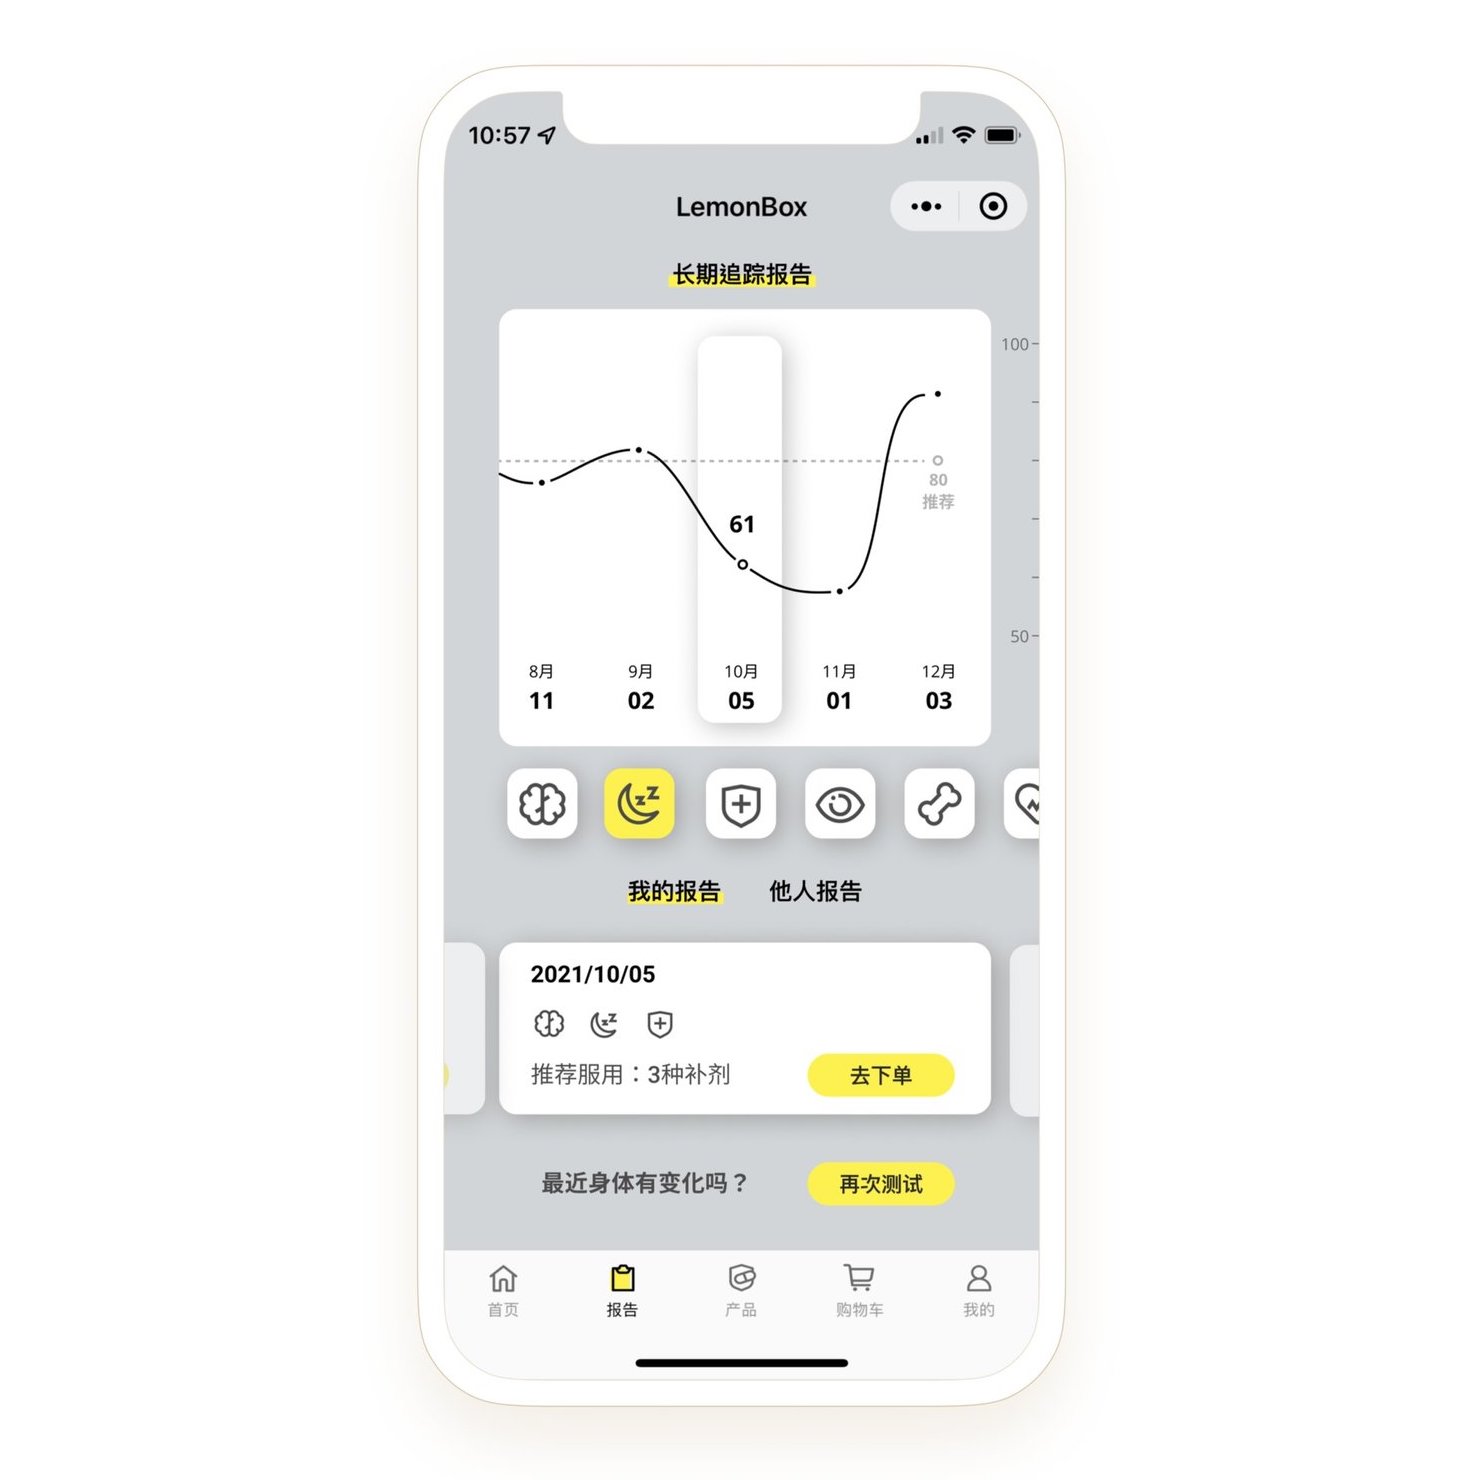 10:57
LemonBox
长期追踪报告
100
61
80
推荐
50
8月 9月 10月 11月 12月
11 02 05 01 03
我的报告 他人报告
2021/10/05
推荐服用：3种补剂 去下单
最近身体有变化吗？ 再次测试
首页 报告 产品 购物车 我的